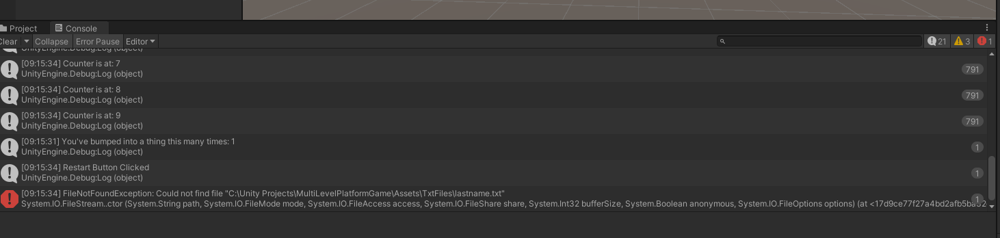 Project Console
Clear Collapse Error Pause Editor 21 3 1
UnityEngine.Debug:Log (object)
[09:15:34] Counter is at: 7
UnityEngine.Debug:Log (object)
791
[09:15:34] Counter is at: 8
UnityEngine.Debug:Log (object)
791
[09:15:34] Counter is at: 9
UnityEngine.Debug:Log (object)
791
[09:15:31] You've bumped into a thing this many times: 1
UnityEngine.Debug:Log (object)
1
[09:15:34] Restart Button Clicked
UnityEngine.Debug:Log (object)
1
[09:15:34] FileNotFoundException: Could not find file "C:\Unity Projects\MultiLevelPlatformGame\Assets\TxtFiles\lastname.txt"
System.IO.FileStream..ctor (System.String path, System.IO.FileMode mode, System.IO.FileAccess access, System.IO.FileShare share, System.Int32 bufferSize, System.Boolean anonymous, System.IO.FileOptions options) (at
1